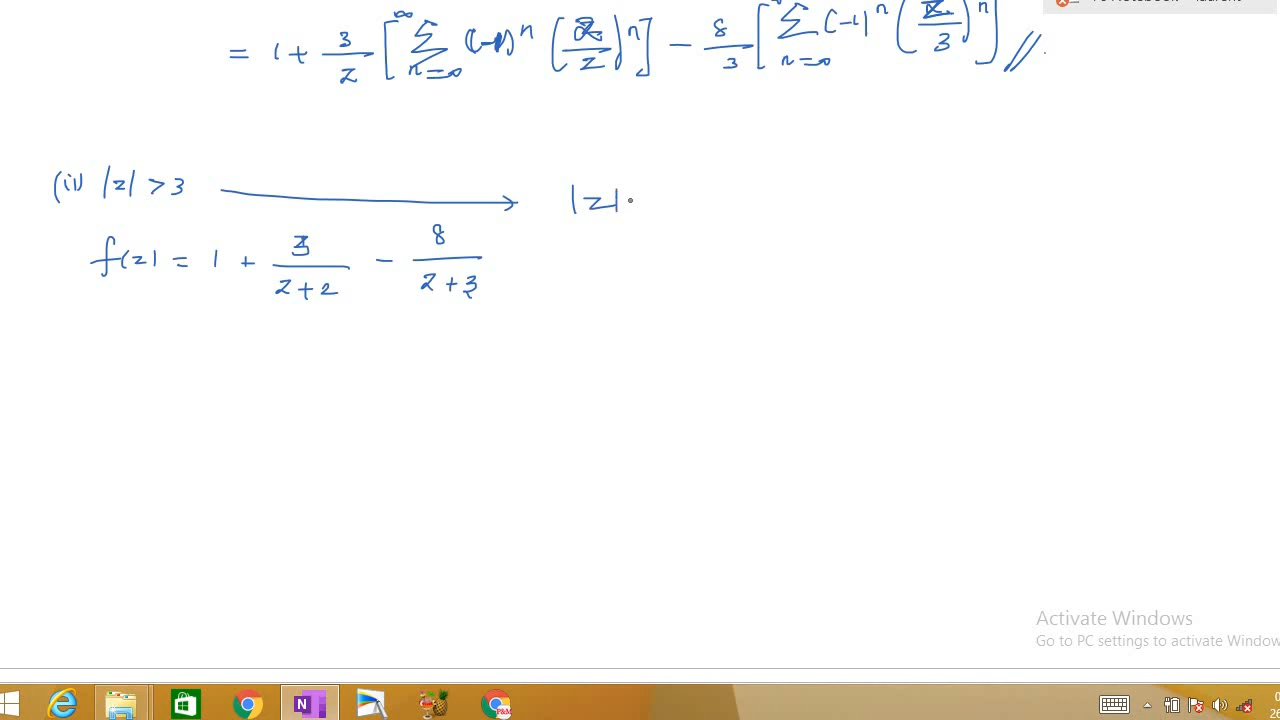 = 1 + 3/z [ ∞ Σ n=0 (-1)^n (2/z)^n ] - 8/3 [ Σ n=0 (-1)^n (z/3)^n ] //
(ii) |z| > 3 → |z|
f(z) = 1 + 3/(z+2) - 8/(z+3)
Activate Windows
Go to PC settings to activate Window